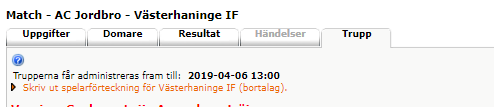 Match - AC Jordbro - Västerhaninge IF
Uppgifter Domare Resultat Händelser Trupp
?
Trupperna får administreras fram till: 2019-04-06 13:00
Skriv ut spelarförteckning för Västerhaninge IF (bortalag).